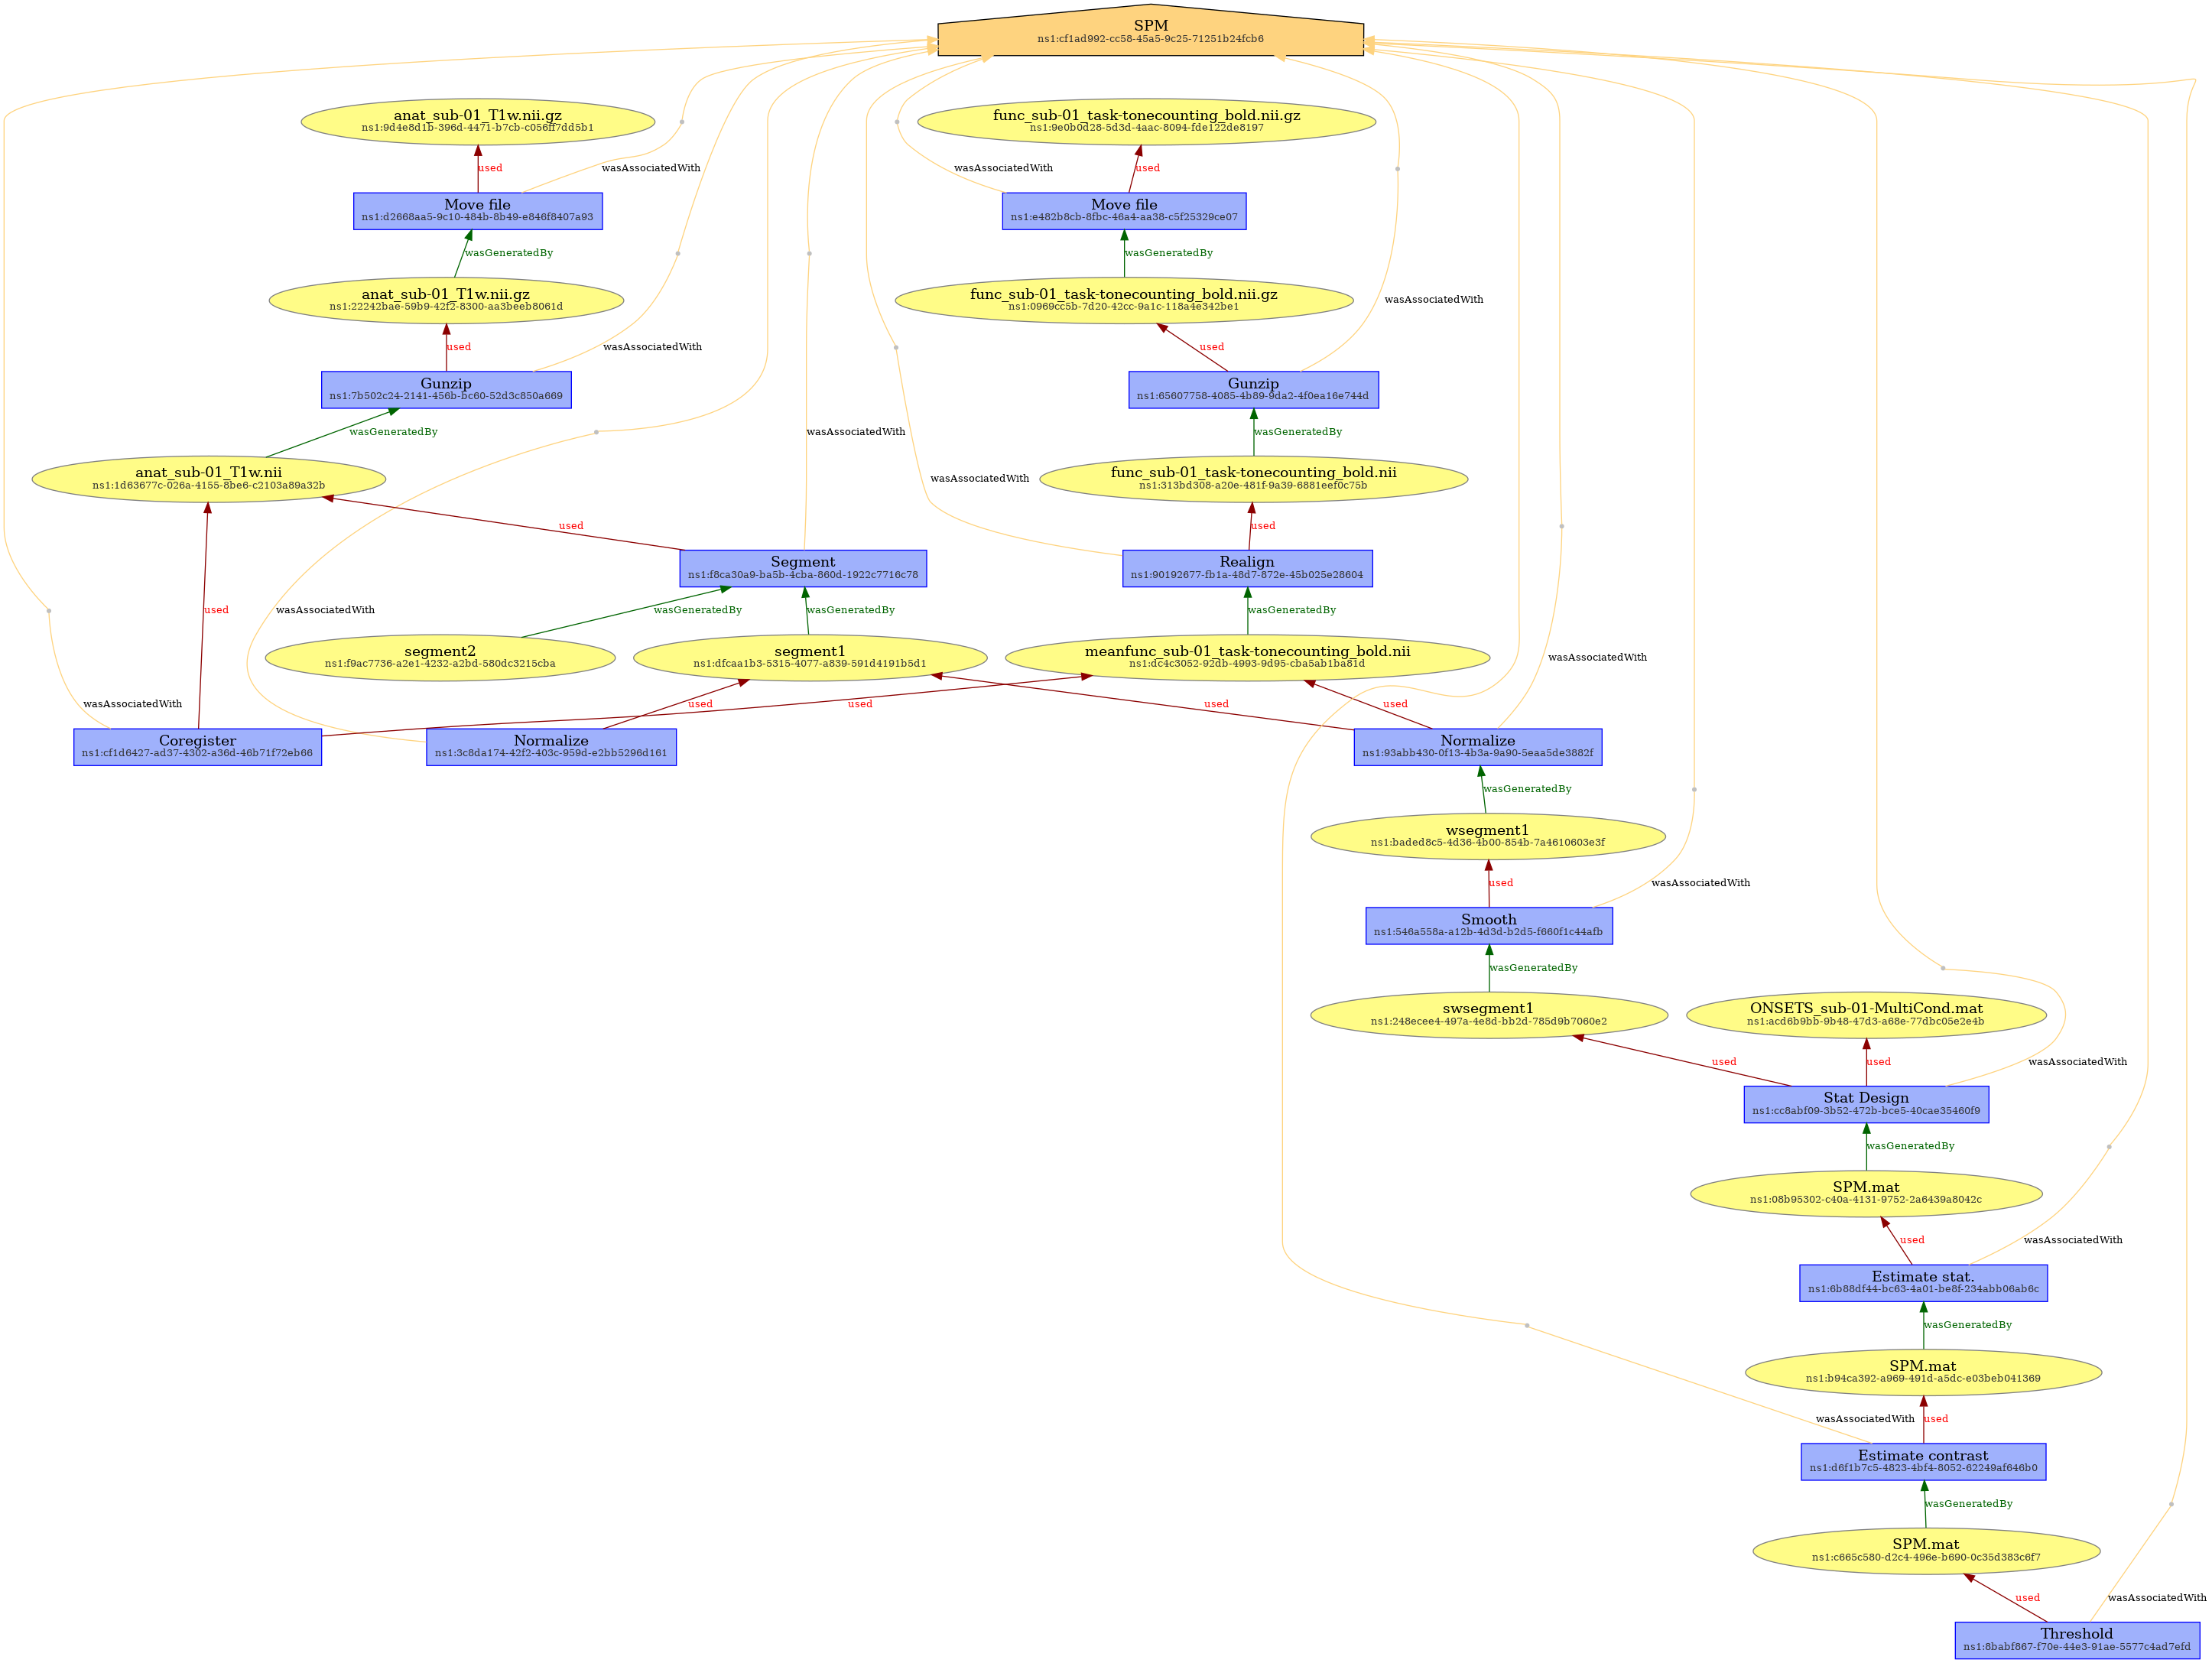 SPM
ns1:cf1ad992-cc58-45a5-9c25-71251b24fcb6
anat_sub-01_T1w.nii.gz
ns1:9d4e8d1b-396d-4471-b7cb-c056ff7dd5b1
func_sub-01_task-tonecounting_bold.nii.gz
ns1:9e0b0d28-5d3d-4aac-8094-fde122de8197
used
wasAssociatedWith
wasAssociatedWith
used
Move file
ns1:d2668aa5-9c10-484b-8b49-e846f8407a93
Move file
ns1:e482b8cb-8fbc-46a4-aa38-c5f25329ce07
wasGeneratedBy
wasGeneratedBy
anat_sub-01_T1w.nii.gz
ns1:22242bae-59b9-42f2-8300-aa3beeb8061d
func_sub-01_task-tonecounting_bold.nii.gz
ns1:0969cc5b-7d20-42cc-9a1c-118a4e342be1
wasAssociatedWith
used
wasAssociatedWith
used
Gunzip
ns1:7b502c24-2141-456b-bc60-52d3c850a669
Gunzip
ns1:65607758-4085-4b89-9da2-4f0ea16e744d
wasGeneratedBy
wasAssociatedWith
wasGeneratedBy
anat_sub-01_T1w.nii
ns1:1d63677c-026a-4155-8be6-c2103a89a32b
wasAssociatedWith
func_sub-01_task-tonecounting_bold.nii
ns1:313bd308-a20e-481f-9a39-6881eef0c75b
used
used
Segment
ns1:f8ca30a9-ba5b-4cba-860d-1922c7716c78
Realign
ns1:90192677-fb1a-48d7-872e-45b025e28604
used
wasAssociatedWith
wasGeneratedBy
wasGeneratedBy
wasGeneratedBy
segment2
ns1:f9ac7736-a2e1-4232-a2bd-580dc3215cba
segment1
ns1:dfcaa1b3-5315-4077-a839-591d4191b5d1
meanfunc_sub-01_task-tonecounting_bold.nii
ns1:dc4c3052-92db-4993-9d95-cba5ab1ba81d
wasAssociatedWith
wasAssociatedWith
used
used
used
used
Coregister
ns1:cf1d6427-ad37-4302-a36d-46b71f72eb66
Normalize
ns1:3c8da174-42f2-403c-959d-e2bb5296d161
Normalize
ns1:93abb430-0f13-4b3a-9a90-5eaa5de3882f
wasGeneratedBy
wsegment1
ns1:baded8c5-4d36-4b00-854b-7a4610603e3f
used
wasAssociatedWith
Smooth
ns1:546a558a-a12b-4d3d-b2d5-f660f1c44afb
wasGeneratedBy
swsegment1
ns1:248ecee4-497a-4e8d-bb2d-785d9b7060e2
ONSETS_sub-01-MultiCond.mat
ns1:acd6b9bb-9b48-47d3-a68e-77dbc05e2e4b
used
used
wasAssociatedWith
Stat Design
ns1:cc8abf09-3b52-472b-bce5-40cae35460f9
wasGeneratedBy
SPM.mat
ns1:08b95302-c40a-4131-9752-2a6439a8042c
used
wasAssociatedWith
Estimate stat.
ns1:6b88df44-bc63-4a01-be8f-234abb06ab6c
wasGeneratedBy
SPM.mat
ns1:b94ca392-a969-491d-a5dc-e03beb041369
wasAssociatedWith
used
Estimate contrast
ns1:d6f1b7c5-4823-4bf4-8052-62249af646b0
wasGeneratedBy
SPM.mat
ns1:c665c580-d2c4-496e-b690-0c35d383c6f7
used
wasAssociatedWith
Threshold
ns1:8babf867-f70e-44e3-91ae-5577c4ad7efd